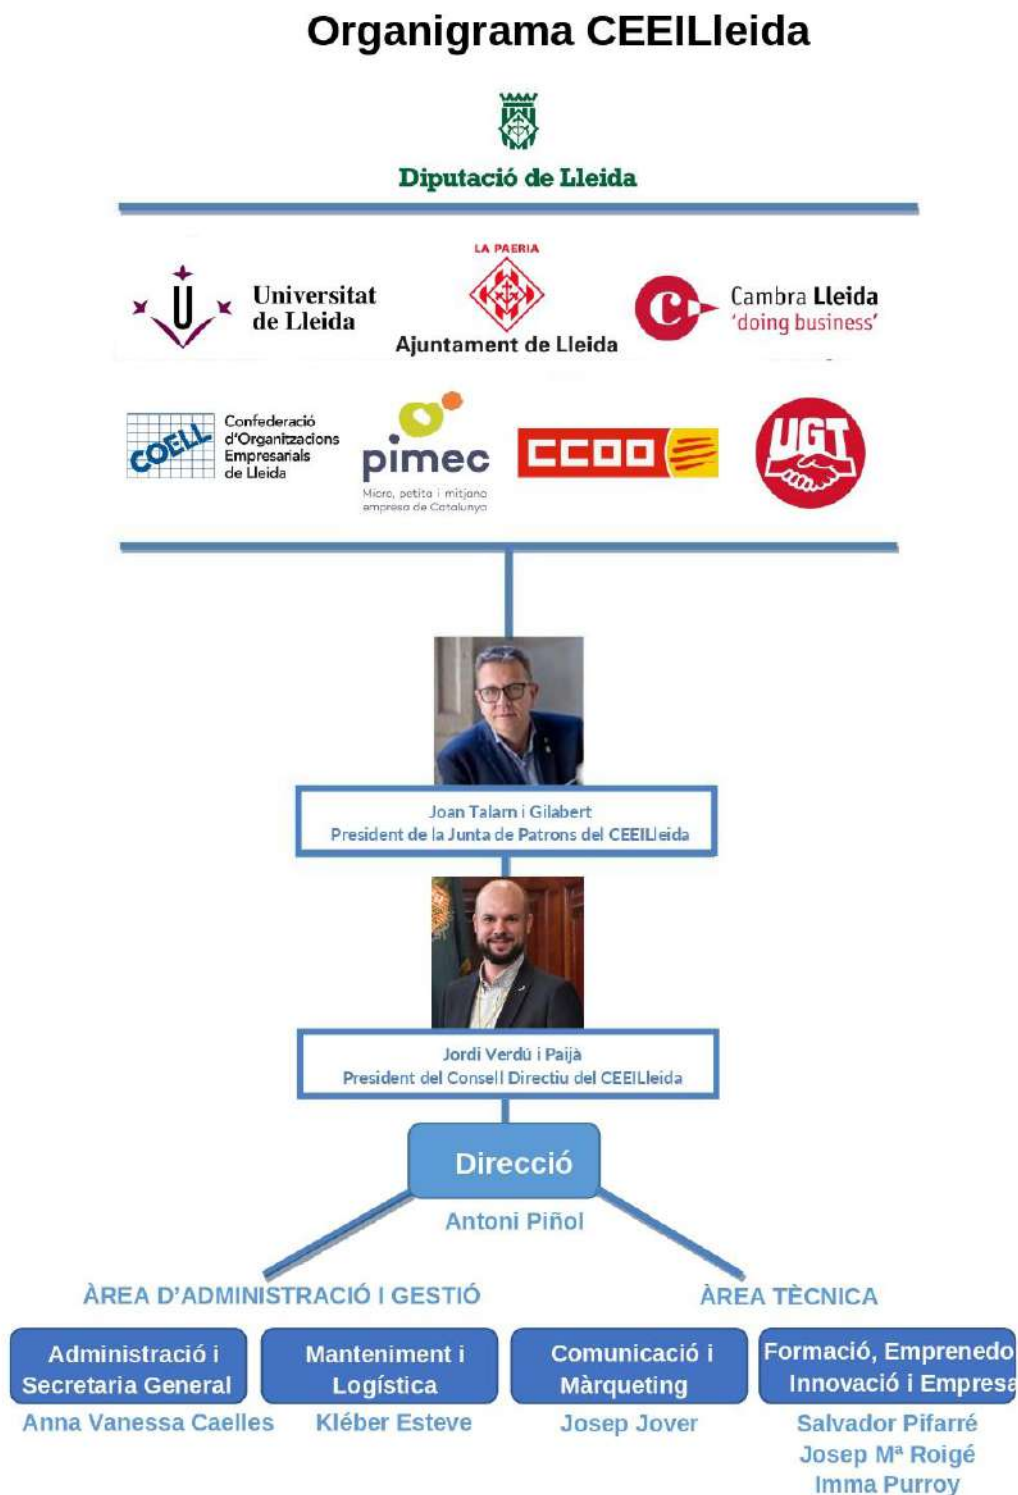 Organigrama CEEILleida
Diputació de Lleida
Universitat
de Lleida
LA PAERIA
Ajuntament de Lleida
Cambra Lleida
'doing business'
COELL
Confederació
d'Organitzacions
Empresarials
de Lleida
pimec
Micro, petita i mitjana
empresa de Catalunya
CCOO
UGT
Joan Talarn i Gilabert
President de la Junta de Patrons del CEEILleida
Jordi Verdú i Paijà
President del Consell Directiu del CEEILleida
Direcció
Antoni Piñol
ÀREA D'ADMINISTRACIÓ I GESTIÓ
ÀREA TÈCNICA
Administració i
Secretaria General
Anna Vanessa Caelles
Manteniment i
Logística
Kléber Esteve
Comunicació i
Màrqueting
Josep Jover
Formació, Emprenedo
Innovació i Empresa
Salvador Pifarré
Josep Mª Roigé
Imma Purroy